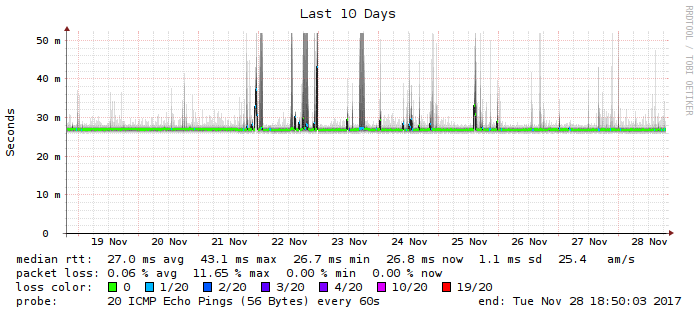 Last 10 Days
RRDTOOL / TOBI OETIKER
Seconds
50 m
40 m
30 m
20 m
10 m
0
19 Nov 20 Nov 21 Nov 22 Nov 23 Nov 24 Nov 25 Nov 26 Nov 27 Nov 28 Nov
median rtt: 27.0 ms avg 43.1 ms max 26.7 ms min 26.8 ms now 1.1 ms sd 25.4 am/s
packet loss: 0.06 % avg 11.65 % max 0.00 % min 0.00 % now
loss color: 0 1/20 2/20 3/20 4/20 10/20 19/20
probe: 20 ICMP Echo Pings (56 Bytes) every 60s end: Tue Nov 28 18:50:03 2017